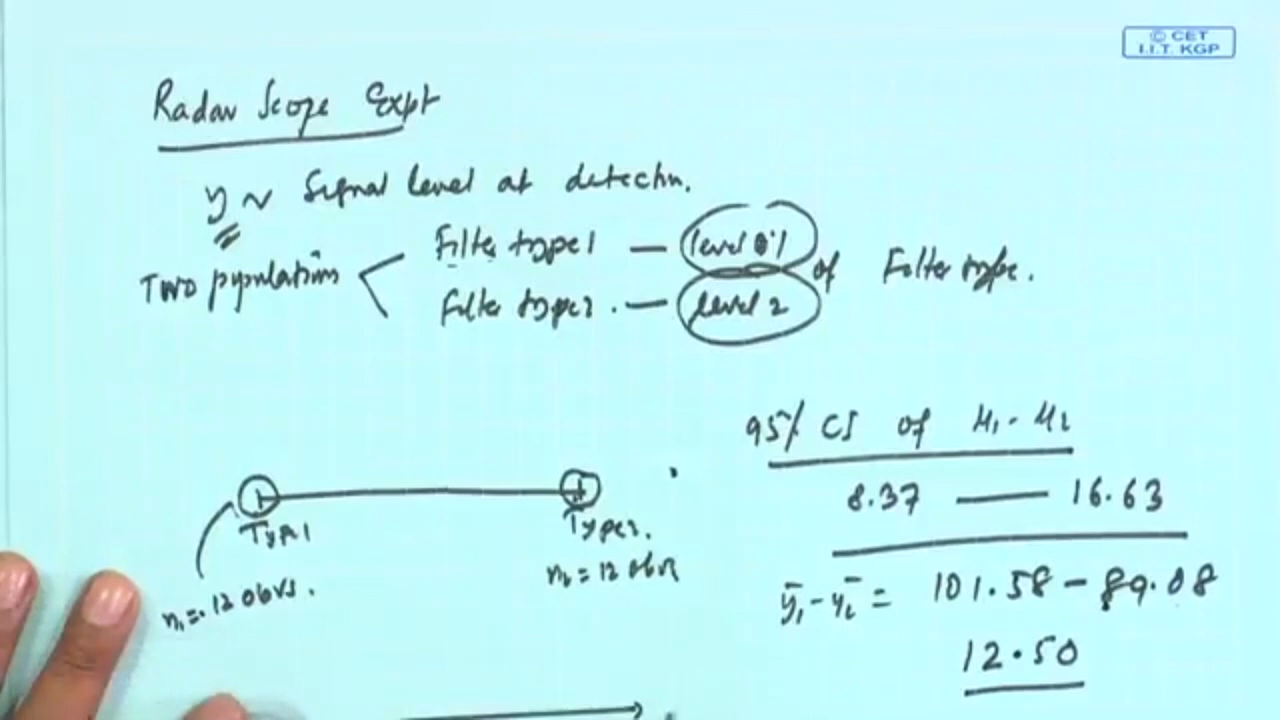 © CET
I.I.T. KGP
Radar Scope Expt
y ~ Signal level at detectn.
Two populations < Filter type 1 — level 1 of Filter type.
Filter type 2. — level 2
95% CI of μ₁ - μ₂
8.37 — 16.63
Type 1
Type 2.
n₁ = 12 obvs.
n₂ = 12 obvs
ȳ₁ - ȳ₂ = 101.58 - 89.08
12.50